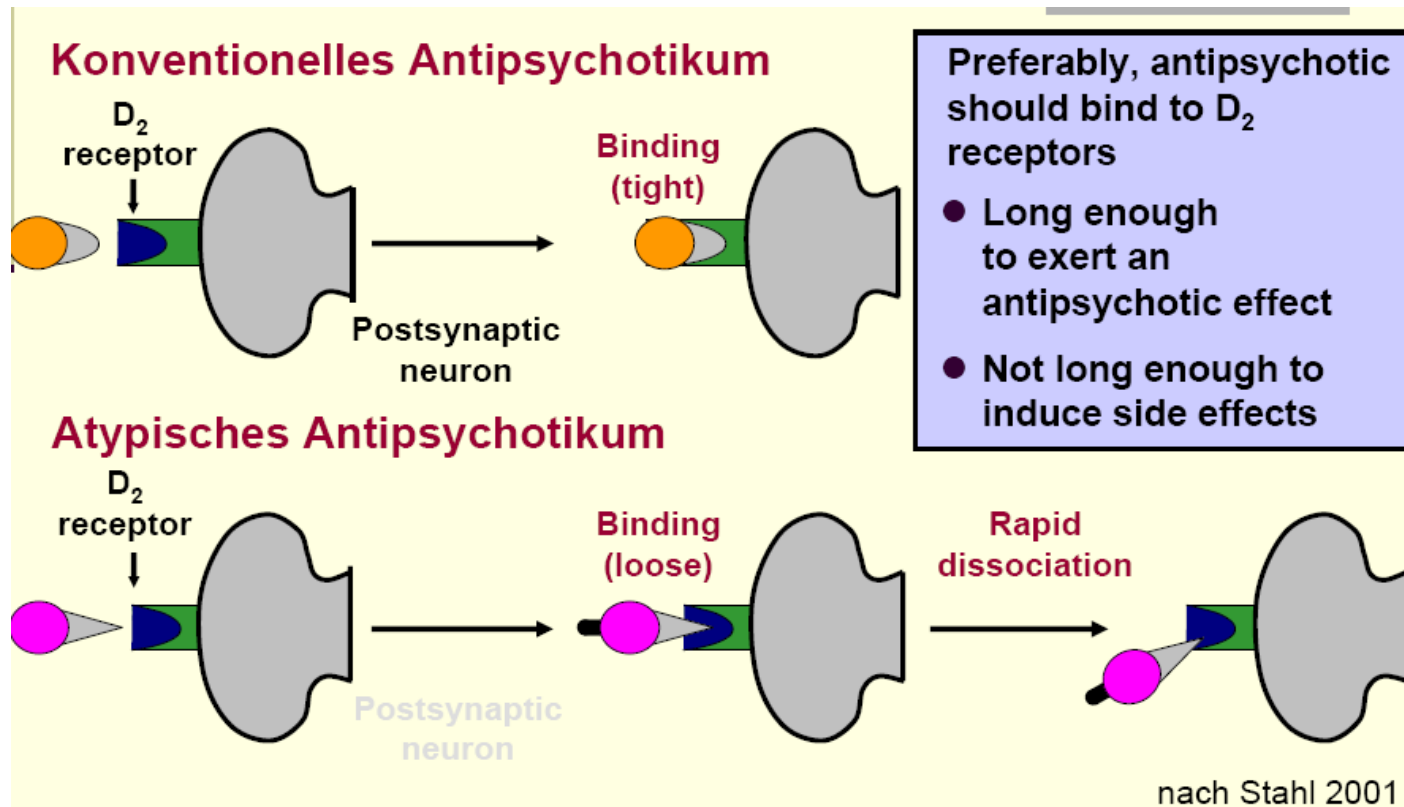 Konventionelles Antipsychotikum
D2
receptor
Binding
(tight)
Postsynaptic
neuron
Preferably, antipsychotic
should bind to D2
receptors
● Long enough
to exert an
antipsychotic effect
● Not long enough to
induce side effects
Atypisches Antipsychotikum
D2
receptor
Binding
(loose)
Rapid
dissociation
Postsynaptic
neuron
nach Stahl 2001